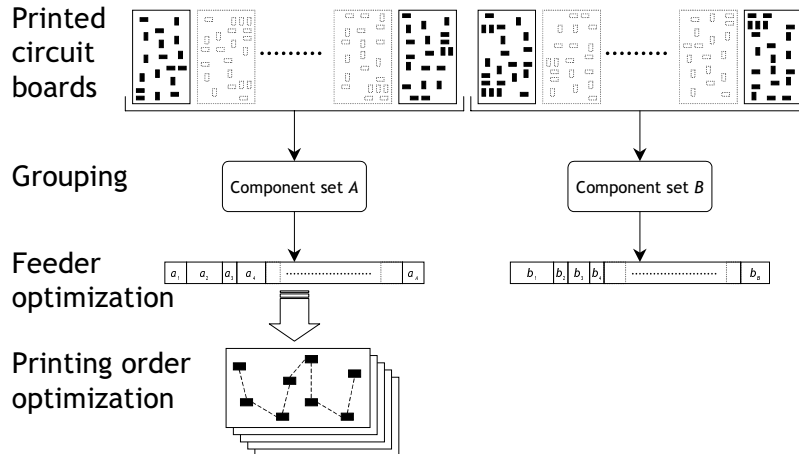 Printed
circuit
boards
Grouping
Component set A
Component set B
Feeder
optimization
a1 a2 a3 a4 aA
b1 b2 b3 b4 bB
Printing order
optimization